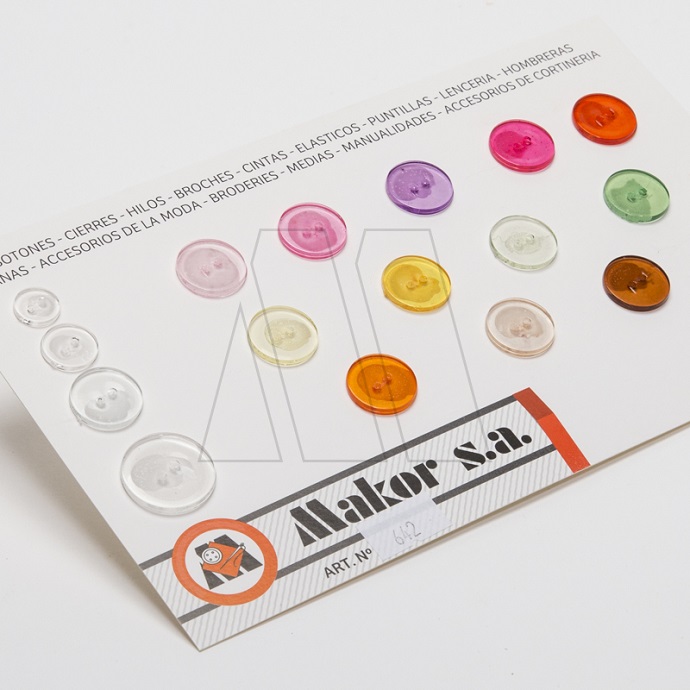 BOTONES - CIERRES - HILOS - BROCHES - CINTAS - ELASTICOS - PUNTILLAS - LENCERIA - HOMBRERAS
- ACCESORIOS DE LA MODA - BRODERIES - MEDIAS - MANUALIDADES - ACCESORIOS DE CORTINERIA
Makor s.a.
M
ART. Nº 642